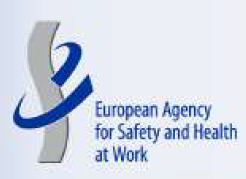 European Agency
for Safety and Health
at Work